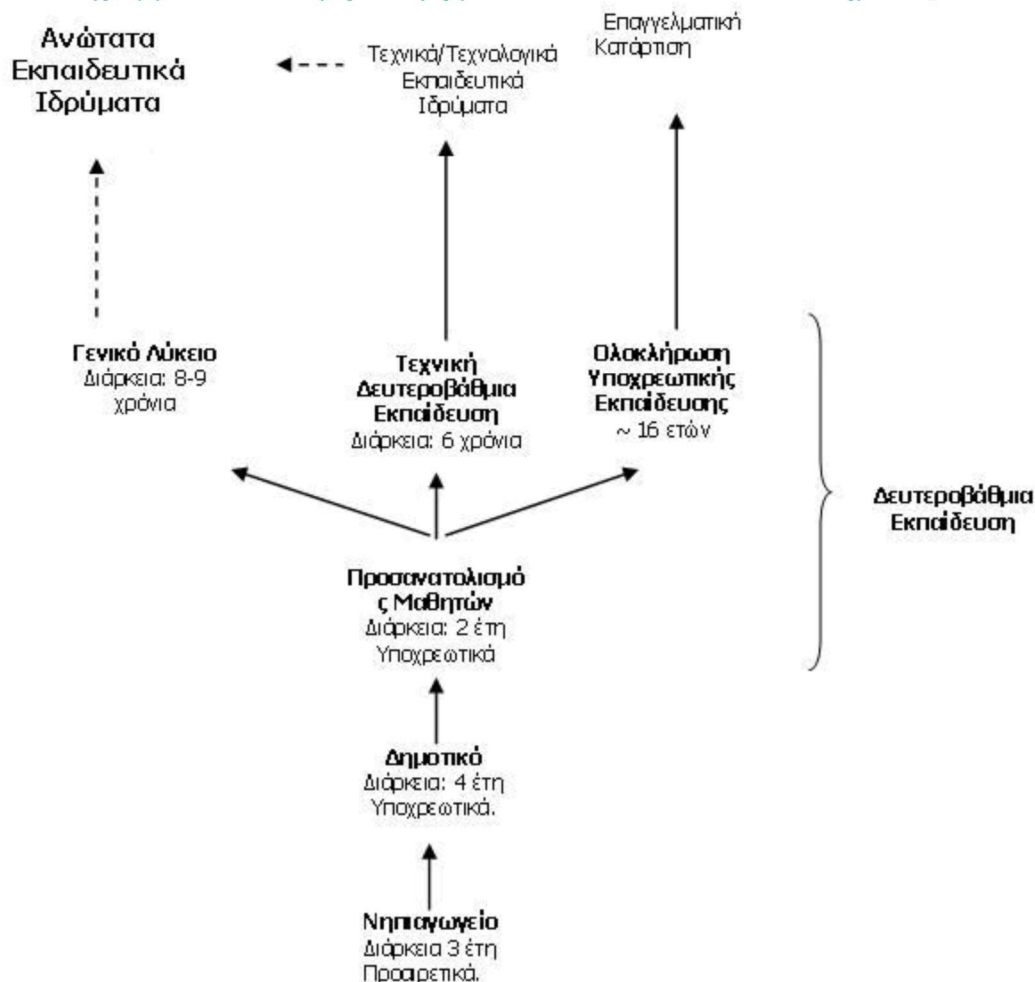 Ανώτατα
Εκπαιδευτικά
Ιδρύματα
Τεχνικά/Τεχνολογικά
Εκπαιδευτικά
Ιδρύματα
Επαγγελματική
Κατάρτιση
Γενικό Λύκειο
Διάρκεια: 8-9
χρόνια
Τεχνική
Δευτεροβάθμια
Εκπαίδευση
Διάρκεια: 6 χρόνια
Ολοκλήρωση
Υποχρεωτικής
Εκπαίδευσης
~ 16 ετών
Δευτεροβάθμια
Εκπαίδευση
Προσανατολισμό
ς Μαθητών
Διάρκεια: 2 έτη
Υποχρεωτικά
Δημοτικό
Διάρκεια: 4 έτη
Υποχρεωτικά.
Νηπιαγωγείο
Διάρκεια 3 έτη
Προαιρετικά.